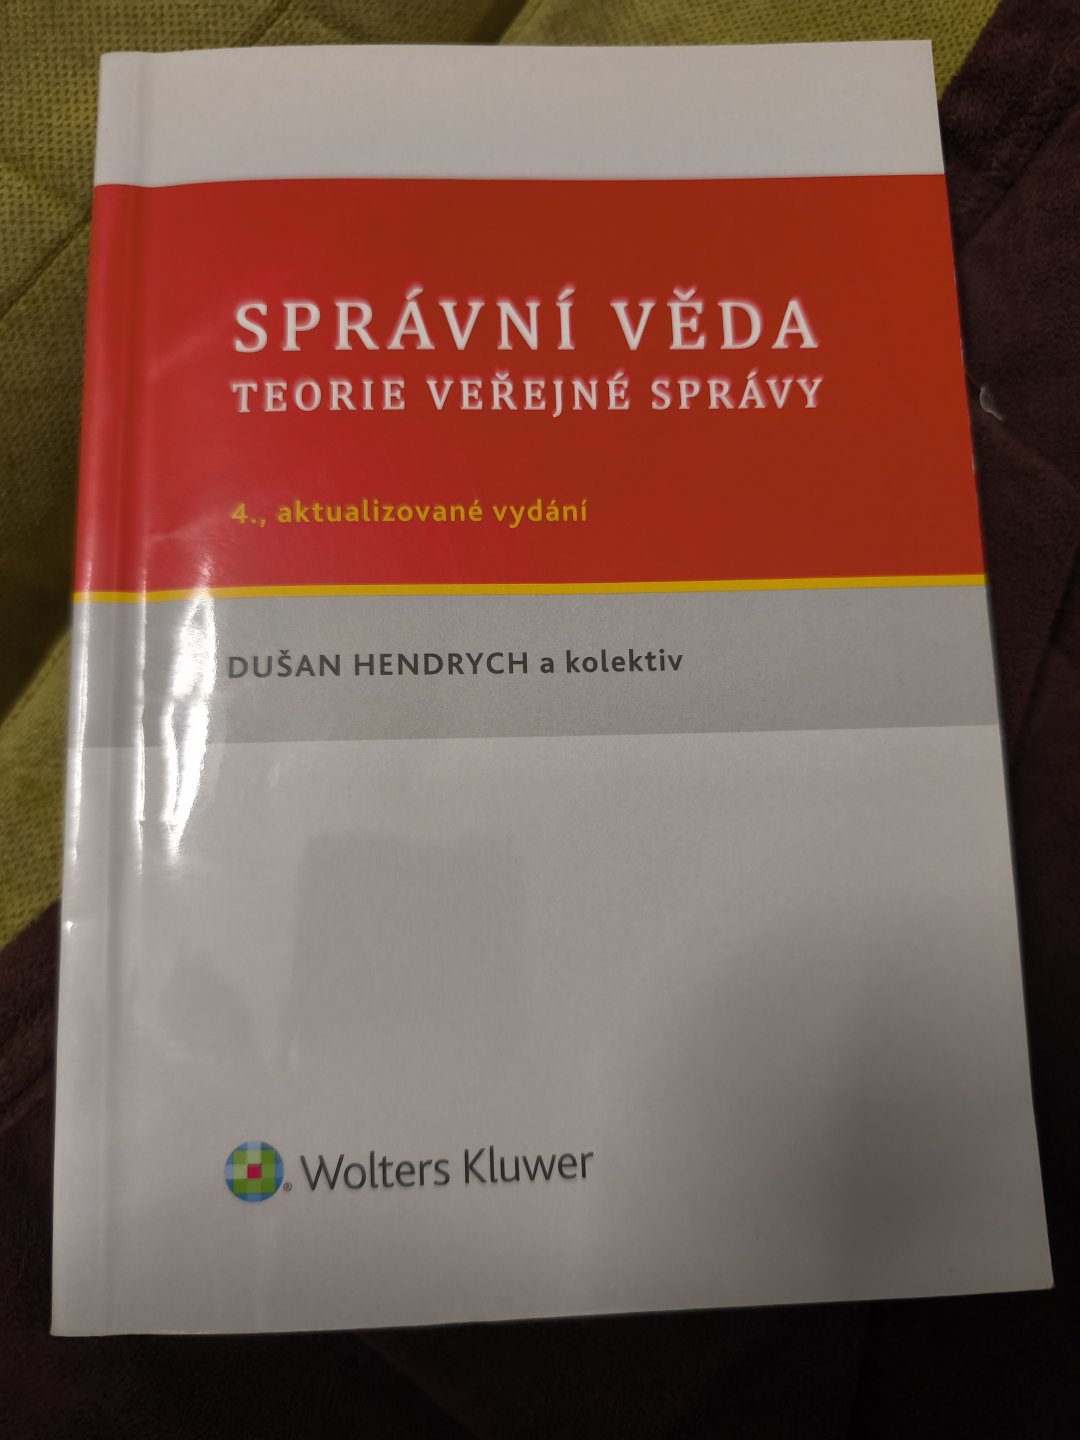 SPRÁVNÍ VĚDA
TEORIE VEŘEJNÉ SPRÁVY
4., aktualizované vydání
DUŠAN HENDRYCH a kolektiv
® Wolters Kluwer